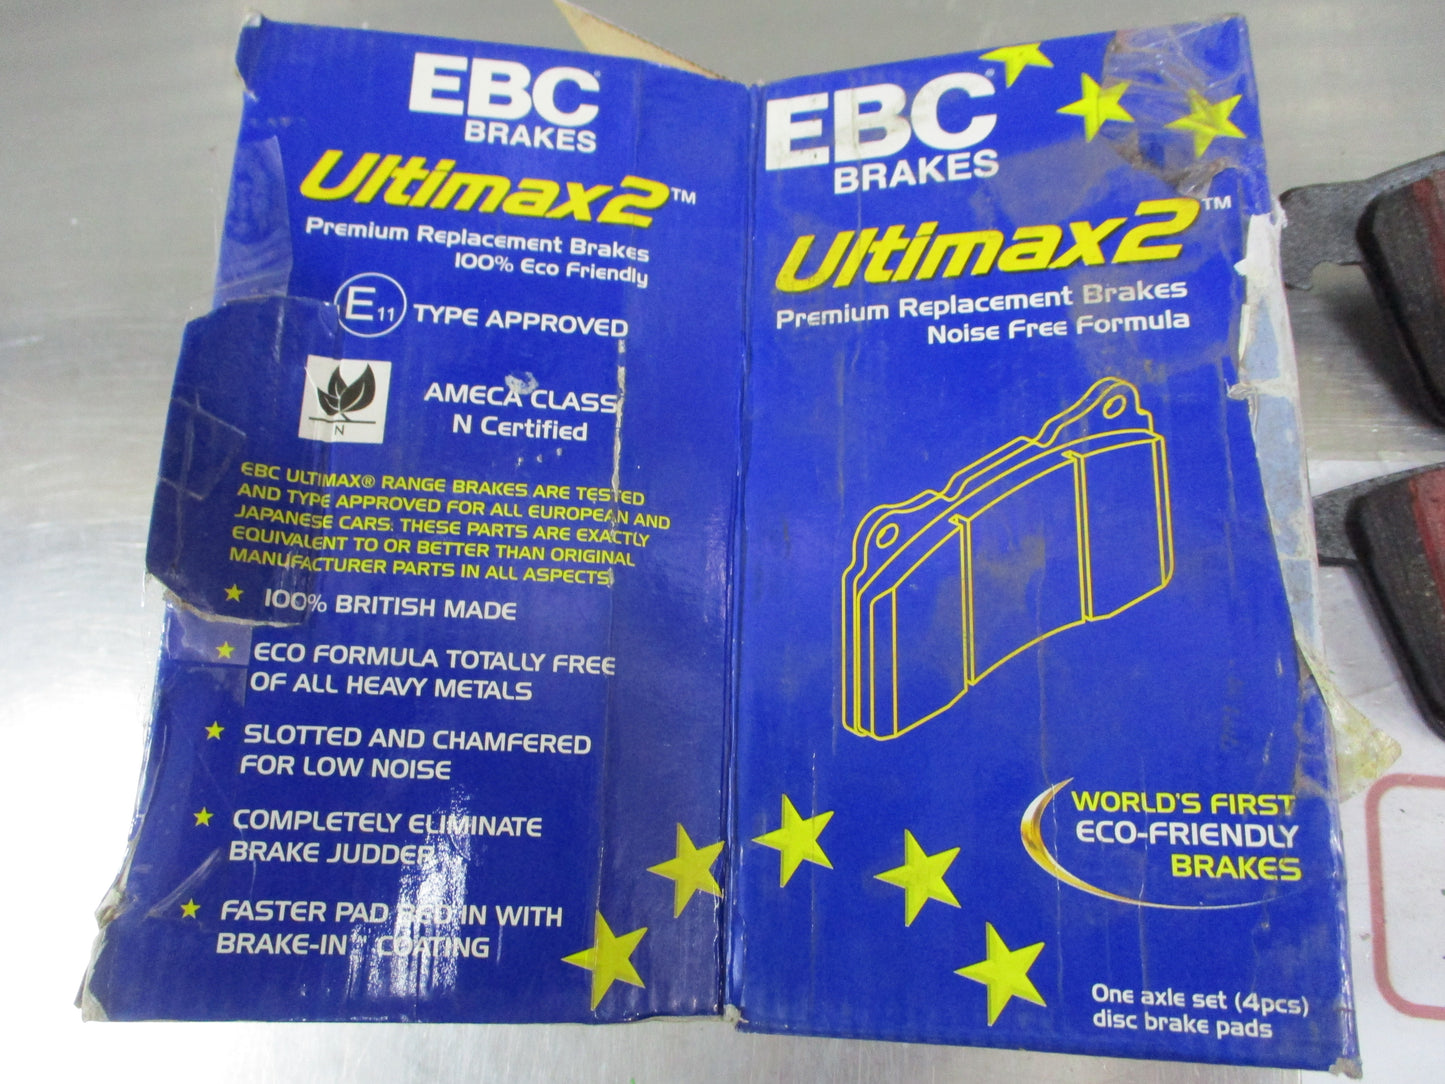 EBC
BRAKES
Ultimax2™
Premium Replacement Brakes
100% Eco Friendly
E11 TYPE APPROVED
N
AMECA CLASS
N Certified
EBC ULTIMAX® RANGE BRAKES ARE TESTED
AND TYPE APPROVED FOR ALL EUROPEAN AND
JAPANESE CARS. THESE PARTS ARE EXACTLY
EQUIVALENT TO OR BETTER THAN ORIGINAL
MANUFACTURER PARTS IN ALL ASPECTS.
100% BRITISH MADE
ECO FORMULA TOTALLY FREE
OF ALL HEAVY METALS
SLOTTED AND CHAMFERED
FOR LOW NOISE
COMPLETELY ELIMINATE
BRAKE JUDDER
FASTER PAD BED IN WITH
BRAKE-IN™ COATING
EBC®
BRAKES
Ultimax2™
Premium Replacement Brakes
Noise Free Formula
WORLD'S FIRST
ECO-FRIENDLY
BRAKES
One axle set (4pcs)
disc brake pads